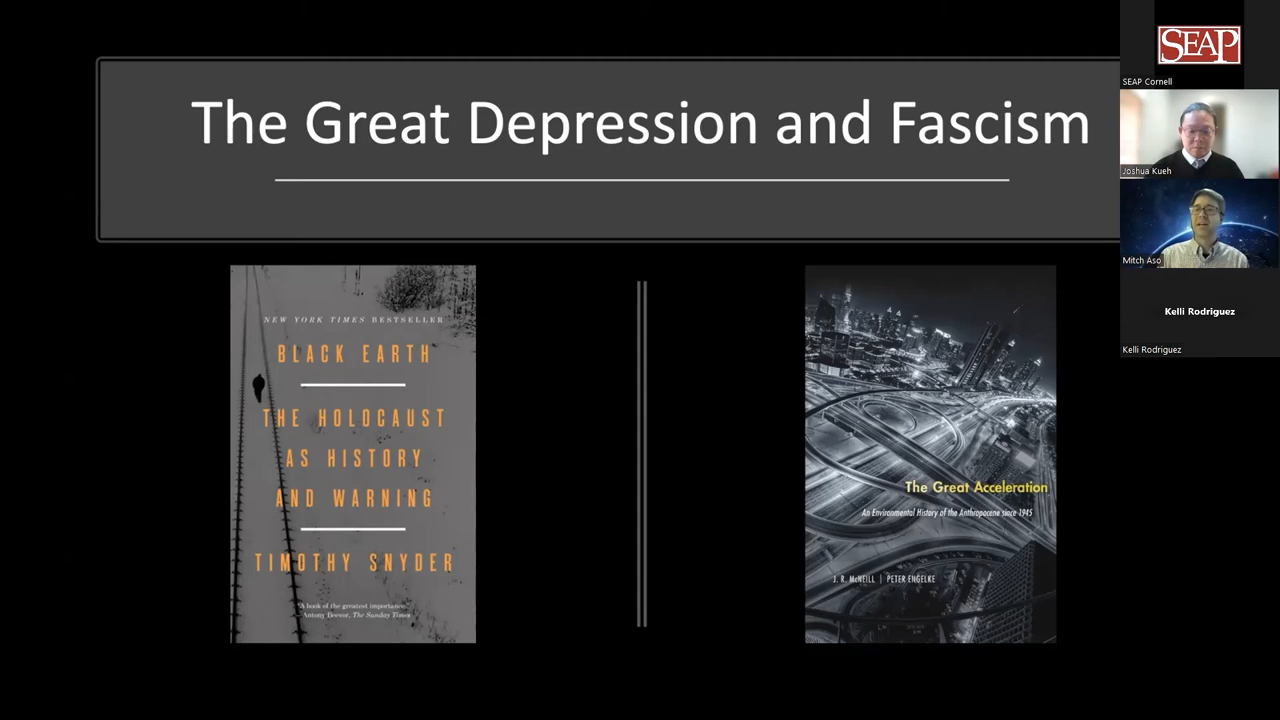 The Great Depression and Fascism
NEW YORK TIMES BESTSELLER
BLACK EARTH
THE HOLOCAUST
AS HISTORY
AND WARNING
TIMOTHY SNYDER
"A book of the greatest importance."
— Antony Beevor, The Sunday Times
The Great Acceleration
An Environmental History of the Anthropocene since 1945
J. R. McNEILL | PETER ENGELKE
SEAP
SEAP Cornell
Joshua Kueh
Mitch Aso
Kelli Rodriguez
Kelli Rodriguez